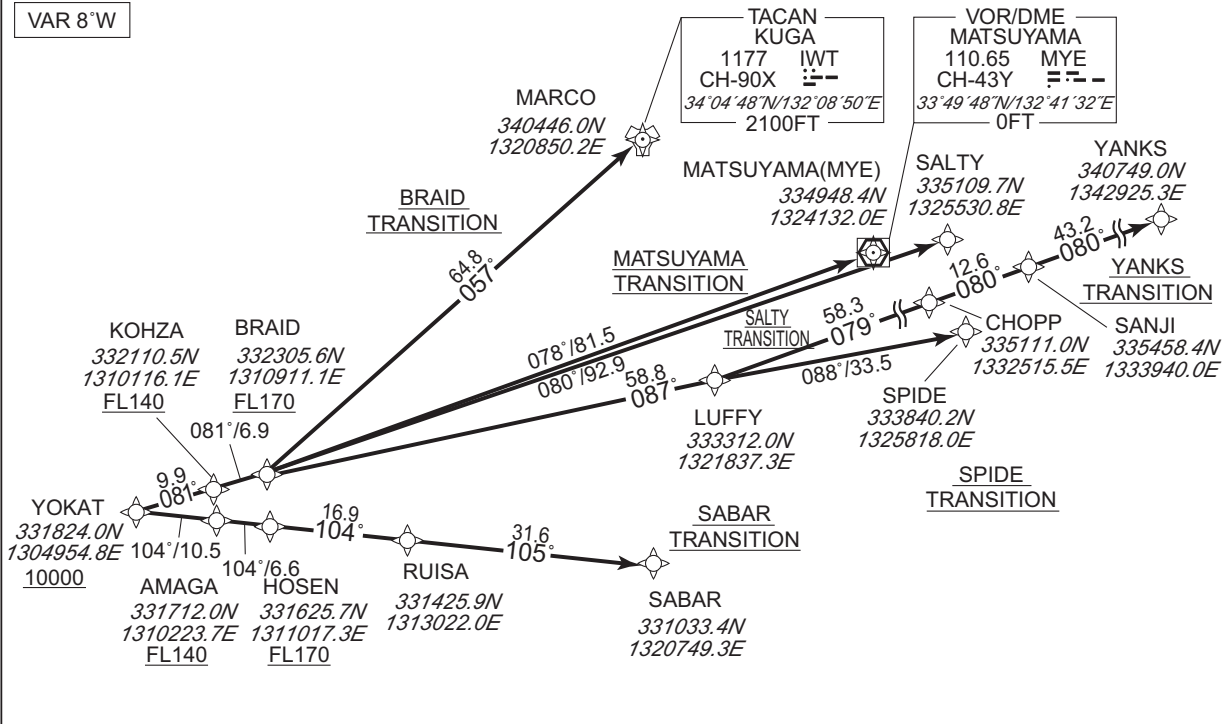 VAR 8°W
TACAN
KUGA
1177 IWT
CH-90X
34°04′48″N/132°08′50″E
2100FT
VOR/DME
MATSUYAMA
110.65 MYE
CH-43Y
33°49′48″N/132°41′32″E
0FT
MARCO
340446.0N
1320850.2E
MATSUYAMA(MYE)
334948.4N
1324132.0E
SALTY
335109.7N
1325530.8E
YANKS
340749.0N
1342925.3E
BRAID
TRANSITION
64.8
057°
MATSUYAMA
TRANSITION
43.2
080°
12.6
080°
YANKS
TRANSITION
SALTY
TRANSITION
58.3
079°
078°/81.5
080°/92.9
58.8
087°
088°/33.5
CHOPP
335111.0N
1332515.5E
SANJI
335458.4N
1333940.0E
KOHZA
332110.5N
1310116.1E
FL140
BRAID
332305.6N
1310911.1E
FL170
081°/6.9
LUFFY
333312.0N
1321837.3E
SPIDE
333840.2N
1325818.0E
SPIDE
TRANSITION
9.9
081°
YOKAT
331824.0N
1304954.8E
10000
104°/10.5
104°/6.6
16.9
104°
31.6
105°
SABAR
TRANSITION
AMAGA
331712.0N
1310223.7E
FL140
HOSEN
331625.7N
1311017.3E
FL170
RUISA
331425.9N
1313022.0E
SABAR
331033.4N
1320749.3E